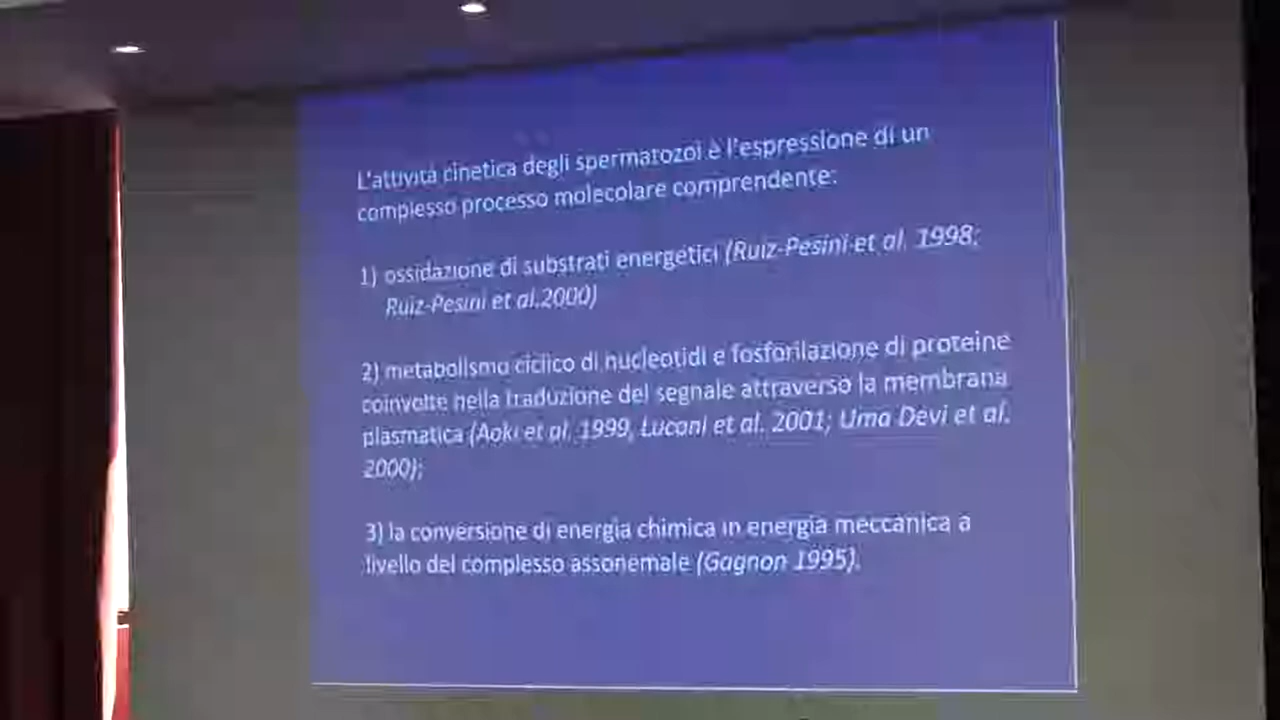 L'attività cinetica degli spermatozoi è l'espressione di un
complesso processo molecolare comprendente:
1) ossidazione di substrati energetici (Ruiz-Pesini et al. 1998;
Ruiz-Pesini et al.2000)
2) metabolismo ciclico di nucleotidi e fosforilazione di proteine
coinvolte nella traduzione del segnale attraverso la membrana
plasmatica (Aoki et al. 1999, Luconi et al. 2001; Uma Devi et al.
2000);
3) la conversione di energia chimica in energia meccanica a
livello del complesso assonemale (Gagnon 1995).